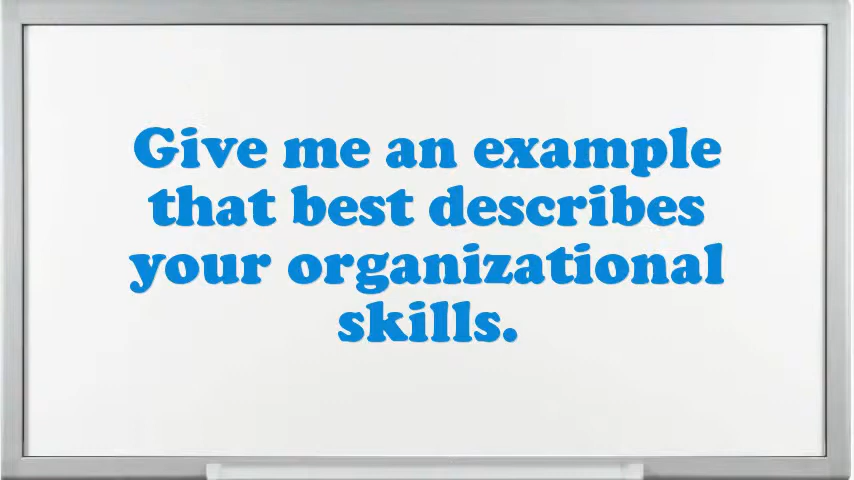 Give me an example
that best describes
your organizational
skills.